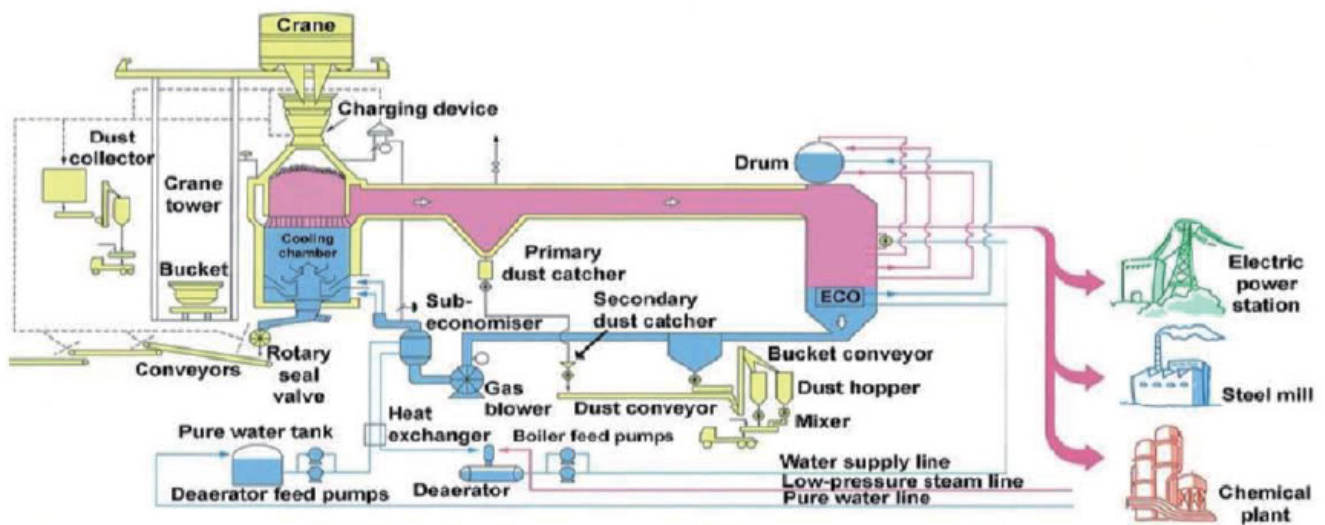 Crane
Charging device
Dust
collector
Crane
tower
Bucket
Cooling
chamber
Conveyors
Rotary
seal
valve
Primary
dust catcher
Sub-
economiser
Secondary
dust catcher
Drum
ECO
Gas
blower
Dust conveyor
Bucket conveyor
Dust hopper
Mixer
Heat
exchanger
Boiler feed pumps
Pure water tank
Deaerator feed pumps
Deaerator
Water supply line
Low-pressure steam line
Pure water line
Electric
power
station
Steel mill
Chemical
plant